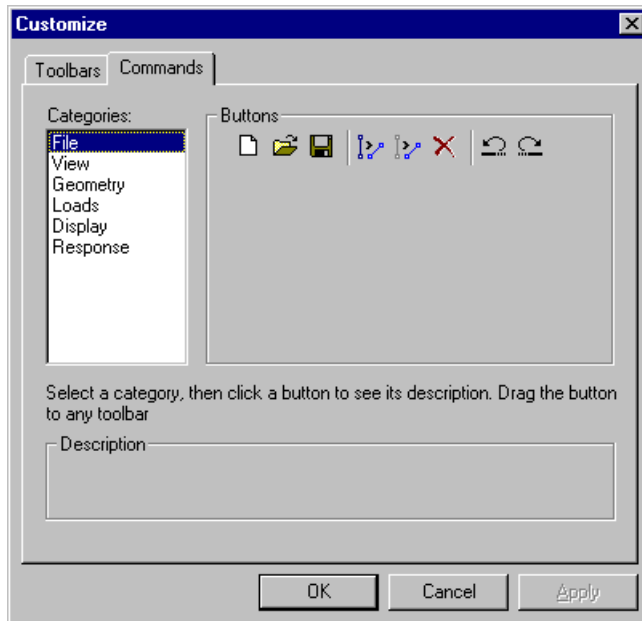 Customize
Toolbars
Commands
Categories:
File
View
Geometry
Loads
Display
Response
Buttons
Select a category, then click a button to see its description. Drag the button
to any toolbar
Description
OK
Cancel
Apply